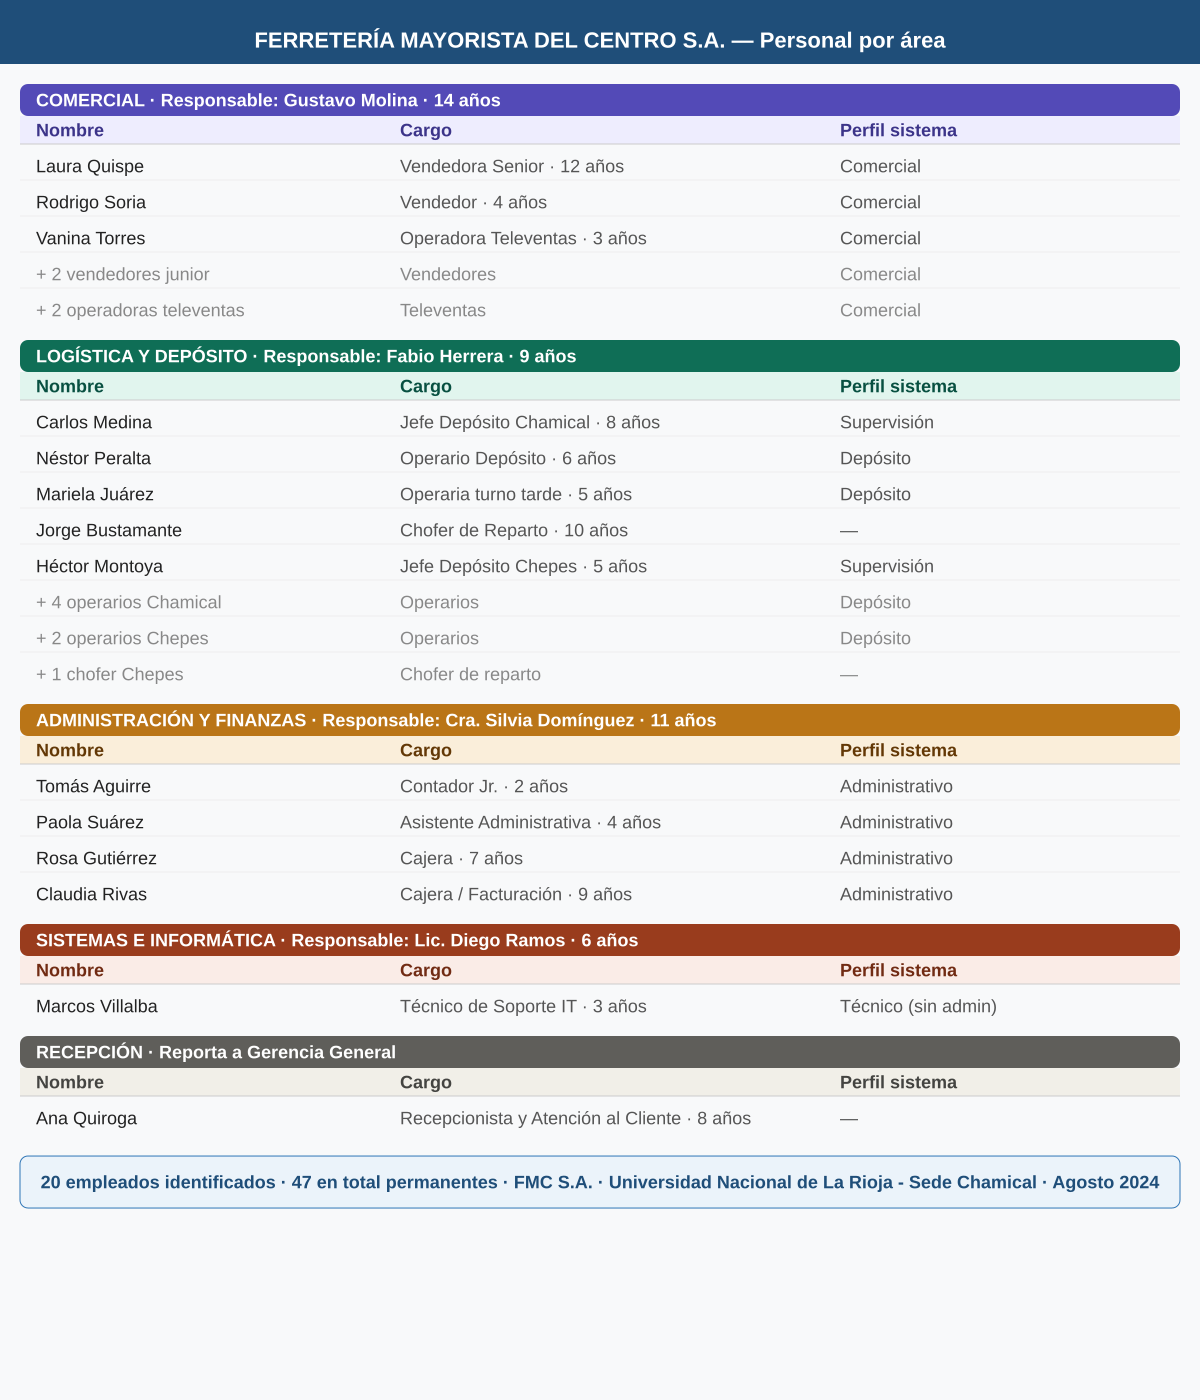 FERRETERÍA MAYORISTA DEL CENTRO S.A. — Personal por área
COMERCIAL · Responsable: Gustavo Molina · 14 años
Nombre Cargo Perfil sistema
Laura Quispe Vendedora Senior · 12 años Comercial
Rodrigo Soria Vendedor · 4 años Comercial
Vanina Torres Operadora Televentas · 3 años Comercial
+ 2 vendedores junior Vendedores Comercial
+ 2 operadoras televentas Televentas Comercial
LOGÍSTICA Y DEPÓSITO · Responsable: Fabio Herrera · 9 años
Nombre Cargo Perfil sistema
Carlos Medina Jefe Depósito Chamical · 8 años Supervisión
Néstor Peralta Operario Depósito · 6 años Depósito
Mariela Juárez Operaria turno tarde · 5 años Depósito
Jorge Bustamante Chofer de Reparto · 10 años —
Héctor Montoya Jefe Depósito Chepes · 5 años Supervisión
+ 4 operarios Chamical Operarios Depósito
+ 2 operarios Chepes Operarios Depósito
+ 1 chofer Chepes Chofer de reparto —
ADMINISTRACIÓN Y FINANZAS · Responsable: Cra. Silvia Domínguez · 11 años
Nombre Cargo Perfil sistema
Tomás Aguirre Contador Jr. · 2 años Administrativo
Paola Suárez Asistente Administrativa · 4 años Administrativo
Rosa Gutiérrez Cajera · 7 años Administrativo
Claudia Rivas Cajera / Facturación · 9 años Administrativo
SISTEMAS E INFORMÁTICA · Responsable: Lic. Diego Ramos · 6 años
Nombre Cargo Perfil sistema
Marcos Villalba Técnico de Soporte IT · 3 años Técnico (sin admin)
RECEPCIÓN · Reporta a Gerencia General
Nombre Cargo Perfil sistema
Ana Quiroga Recepcionista y Atención al Cliente · 8 años —
20 empleados identificados · 47 en total permanentes · FMC S.A. · Universidad Nacional de La Rioja - Sede Chamical · Agosto 2024